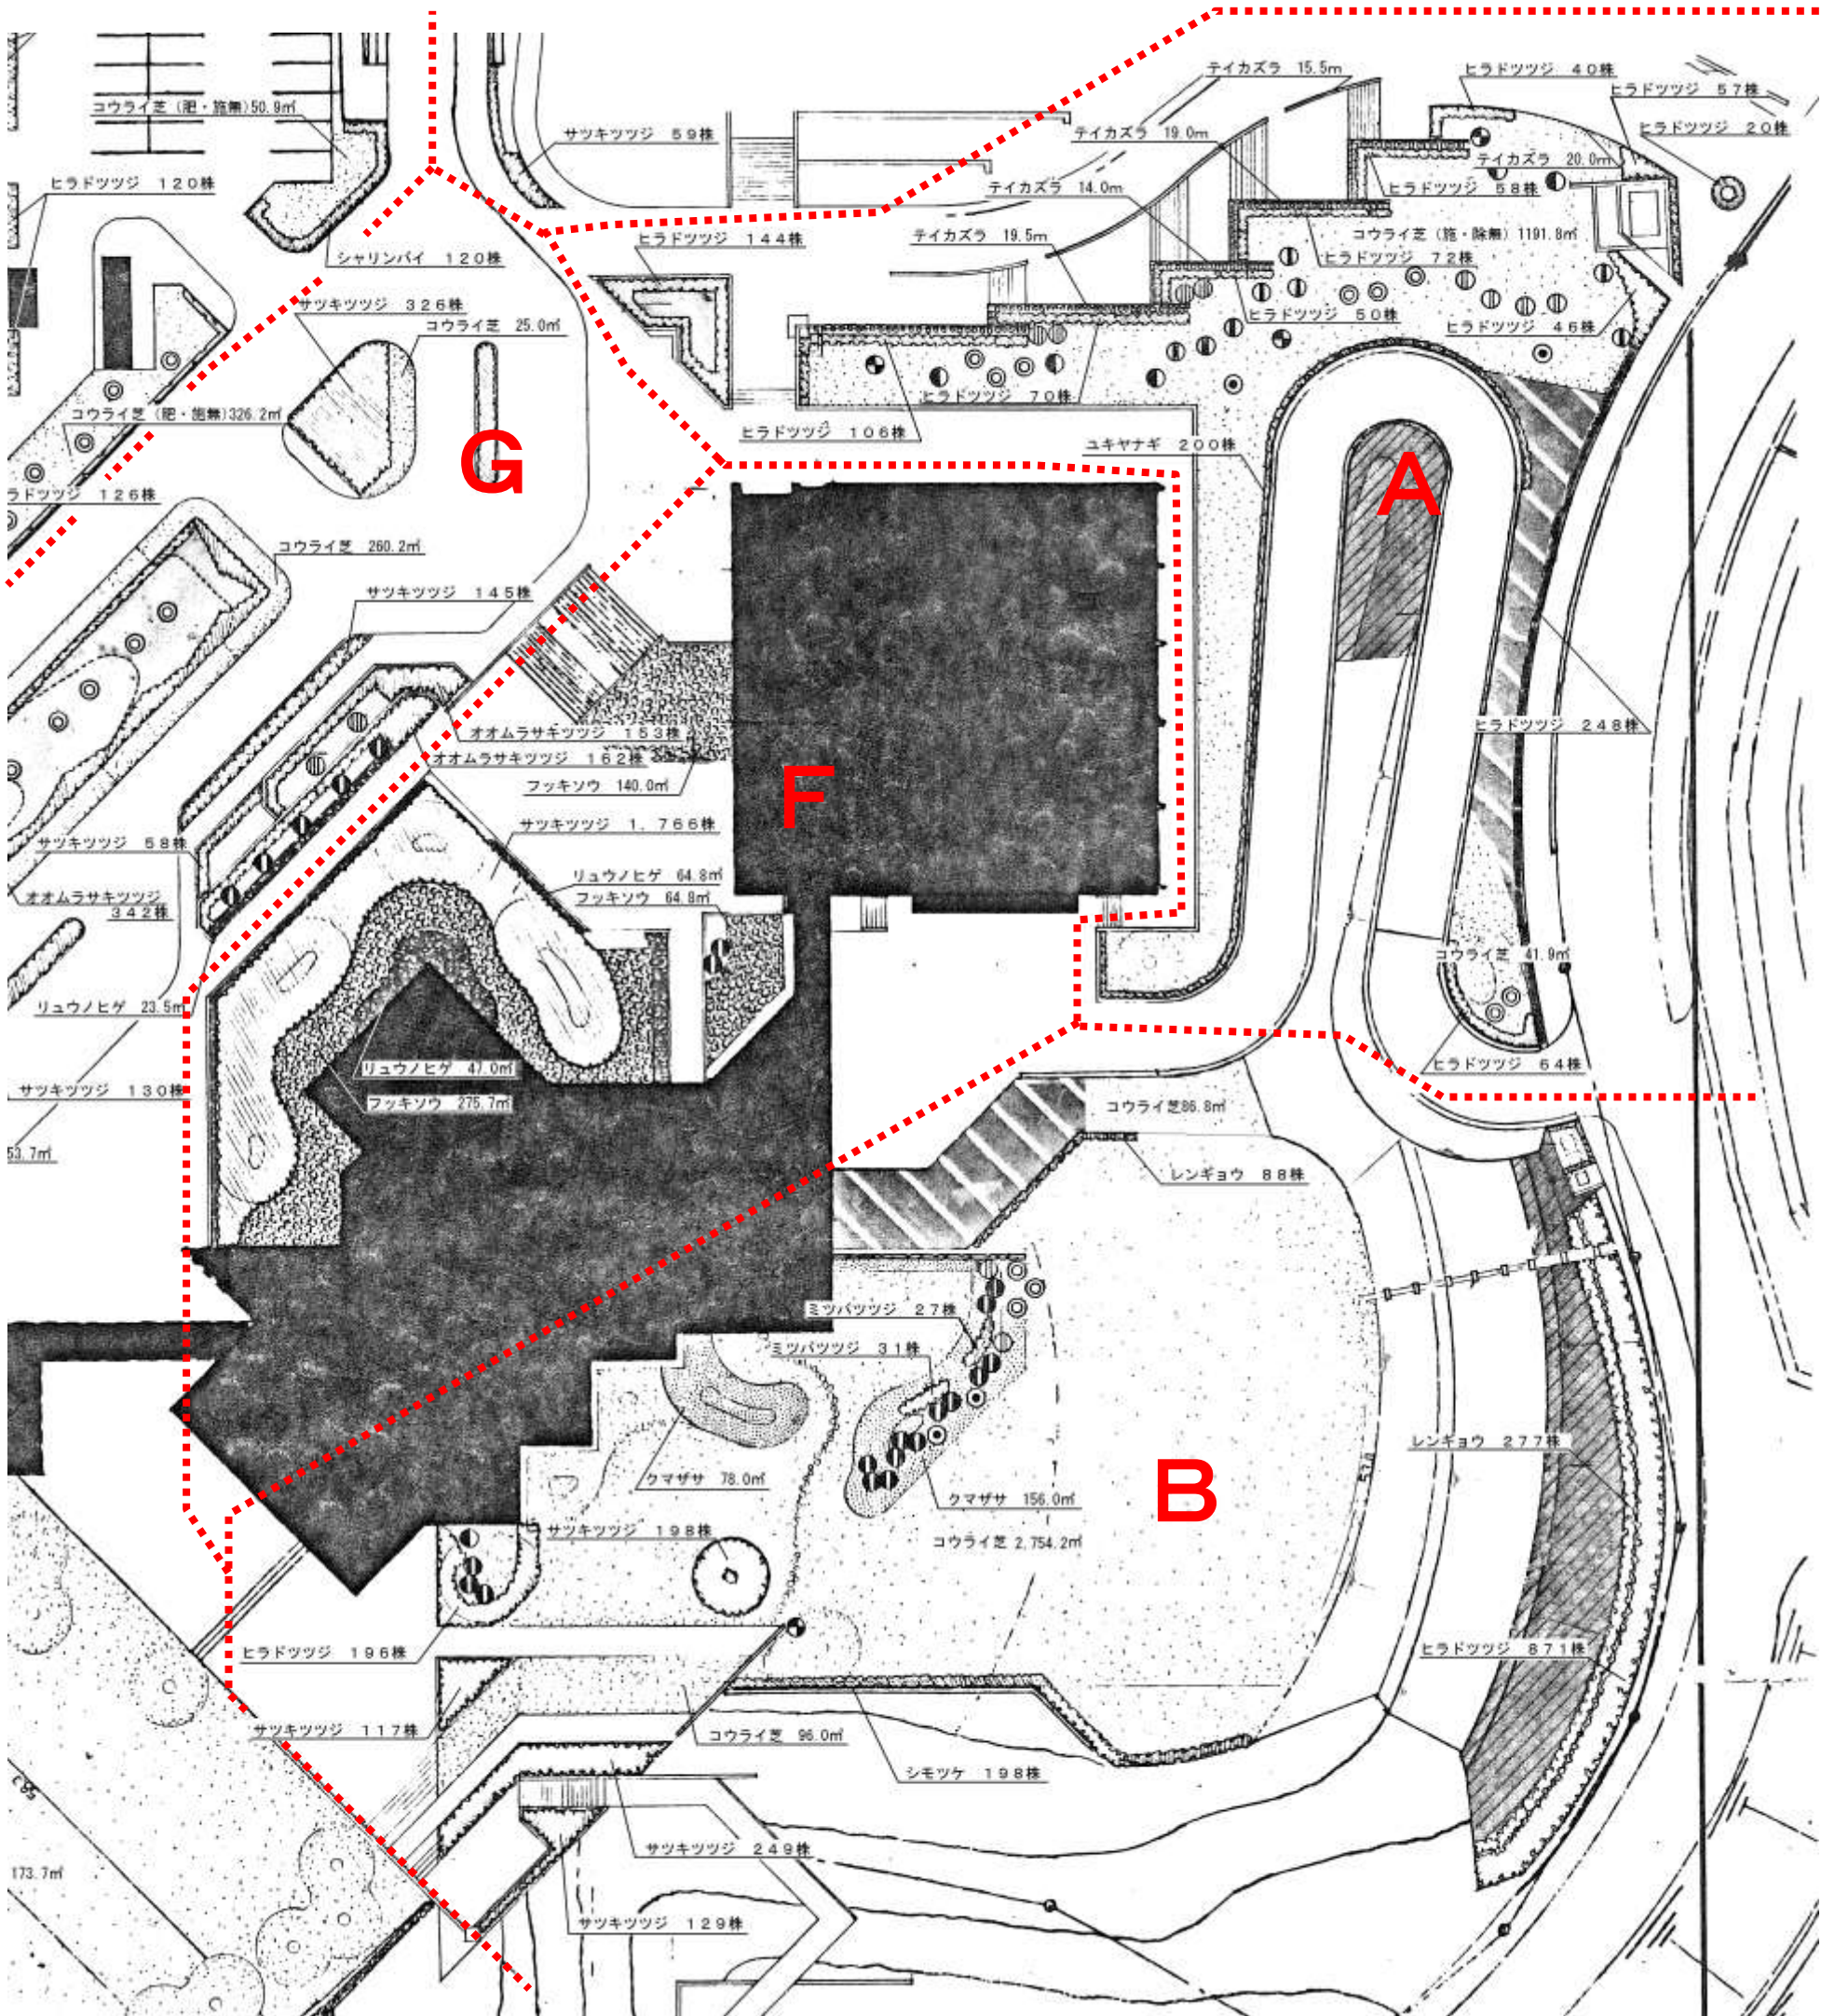 テイカズラ 15.5m
ヒラドツツジ 40株
ヒラドツツジ 57株
コウライ芝 (肥・施無)50.9㎡
サツキツツジ 59株
テイカズラ 19.0m
ヒラドツツジ 20株
テイカズラ 20.0m
ヒラドツツジ 120株
テイカズラ 14.0m
ヒラドツツジ 58株
ヒラドツツジ 144株
テイカズラ 19.5m
コウライ芝 (施・除無) 1191.8㎡
シャリンバイ 120株
ヒラドツツジ 72株
サツキツツジ 326株
コウライ芝 25.0㎡
ヒラドツツジ 50株
ヒラドツツジ 46株
ヒラドツツジ 70株
コウライ芝 (肥・施無)326.2㎡
ヒラドツツジ 106株
ユキヤナギ 200株
G
A
ラドツツジ 126株
コウライ芝 260.2㎡
サツキツツジ 145株
オオムラサキツツジ 153株
ヒラドツツジ 248株
オオムラサキツツジ 162株
フッキソウ 140.0㎡
F
サツキツツジ 1.766株
サツキツツジ 58株
リュウノヒゲ 64.8㎡
フッキソウ 64.8㎡
オオムラサキツツジ
342株
コウライ芝 41.9㎡
リュウノヒゲ 23.5㎡
リュウノヒゲ 47.0㎡
ヒラドツツジ 64株
サツキツツジ 130株
フッキソウ 275.7㎡
コウライ芝86.8㎡
53.7㎡
レンギョウ 88株
ミツバツツジ 27株
ミツバツツジ 31株
レンギョウ 277株
クマザサ 78.0㎡
B
クマザサ 156.0㎡
サツキツツジ 198株
コウライ芝 2,754.2㎡
ヒラドツツジ 196株
ヒラドツツジ 871株
サツキツツジ 117株
コウライ芝 96.0㎡
シモツケ 198株
サツキツツジ 249株
173.7㎡
サツキツツジ 129株